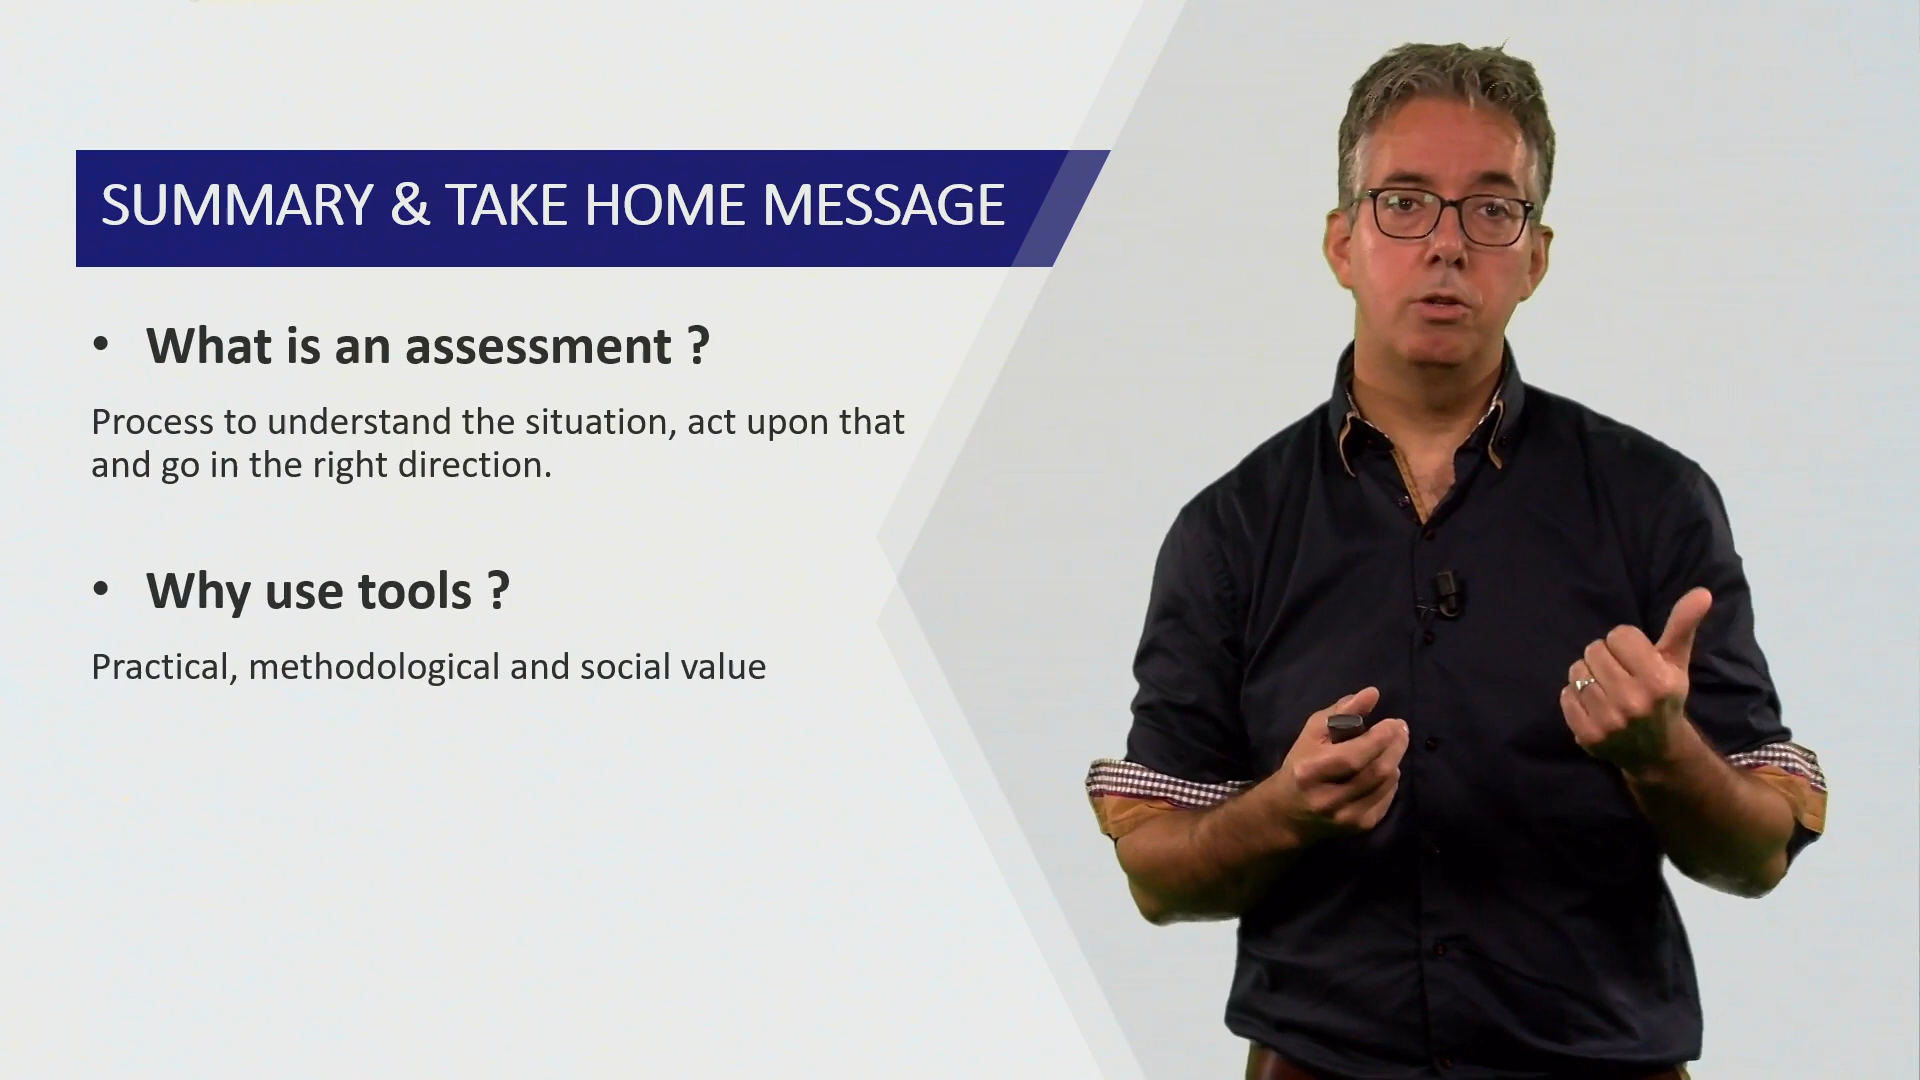 SUMMARY & TAKE HOME MESSAGE
• What is an assessment ?
Process to understand the situation, act upon that
and go in the right direction.
• Why use tools ?
Practical, methodological and social value